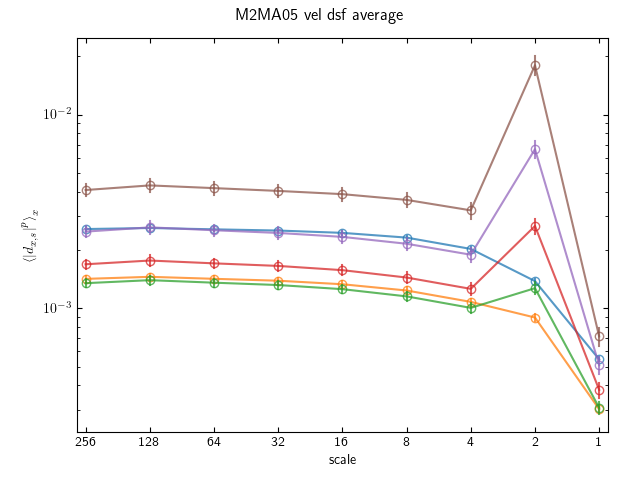 M2MA05 vel dsf average
⟨|d_{x,s}|^p⟩_x
10^{-2}
10^{-3}
256 128 64 32 16 8 4 2 1
scale